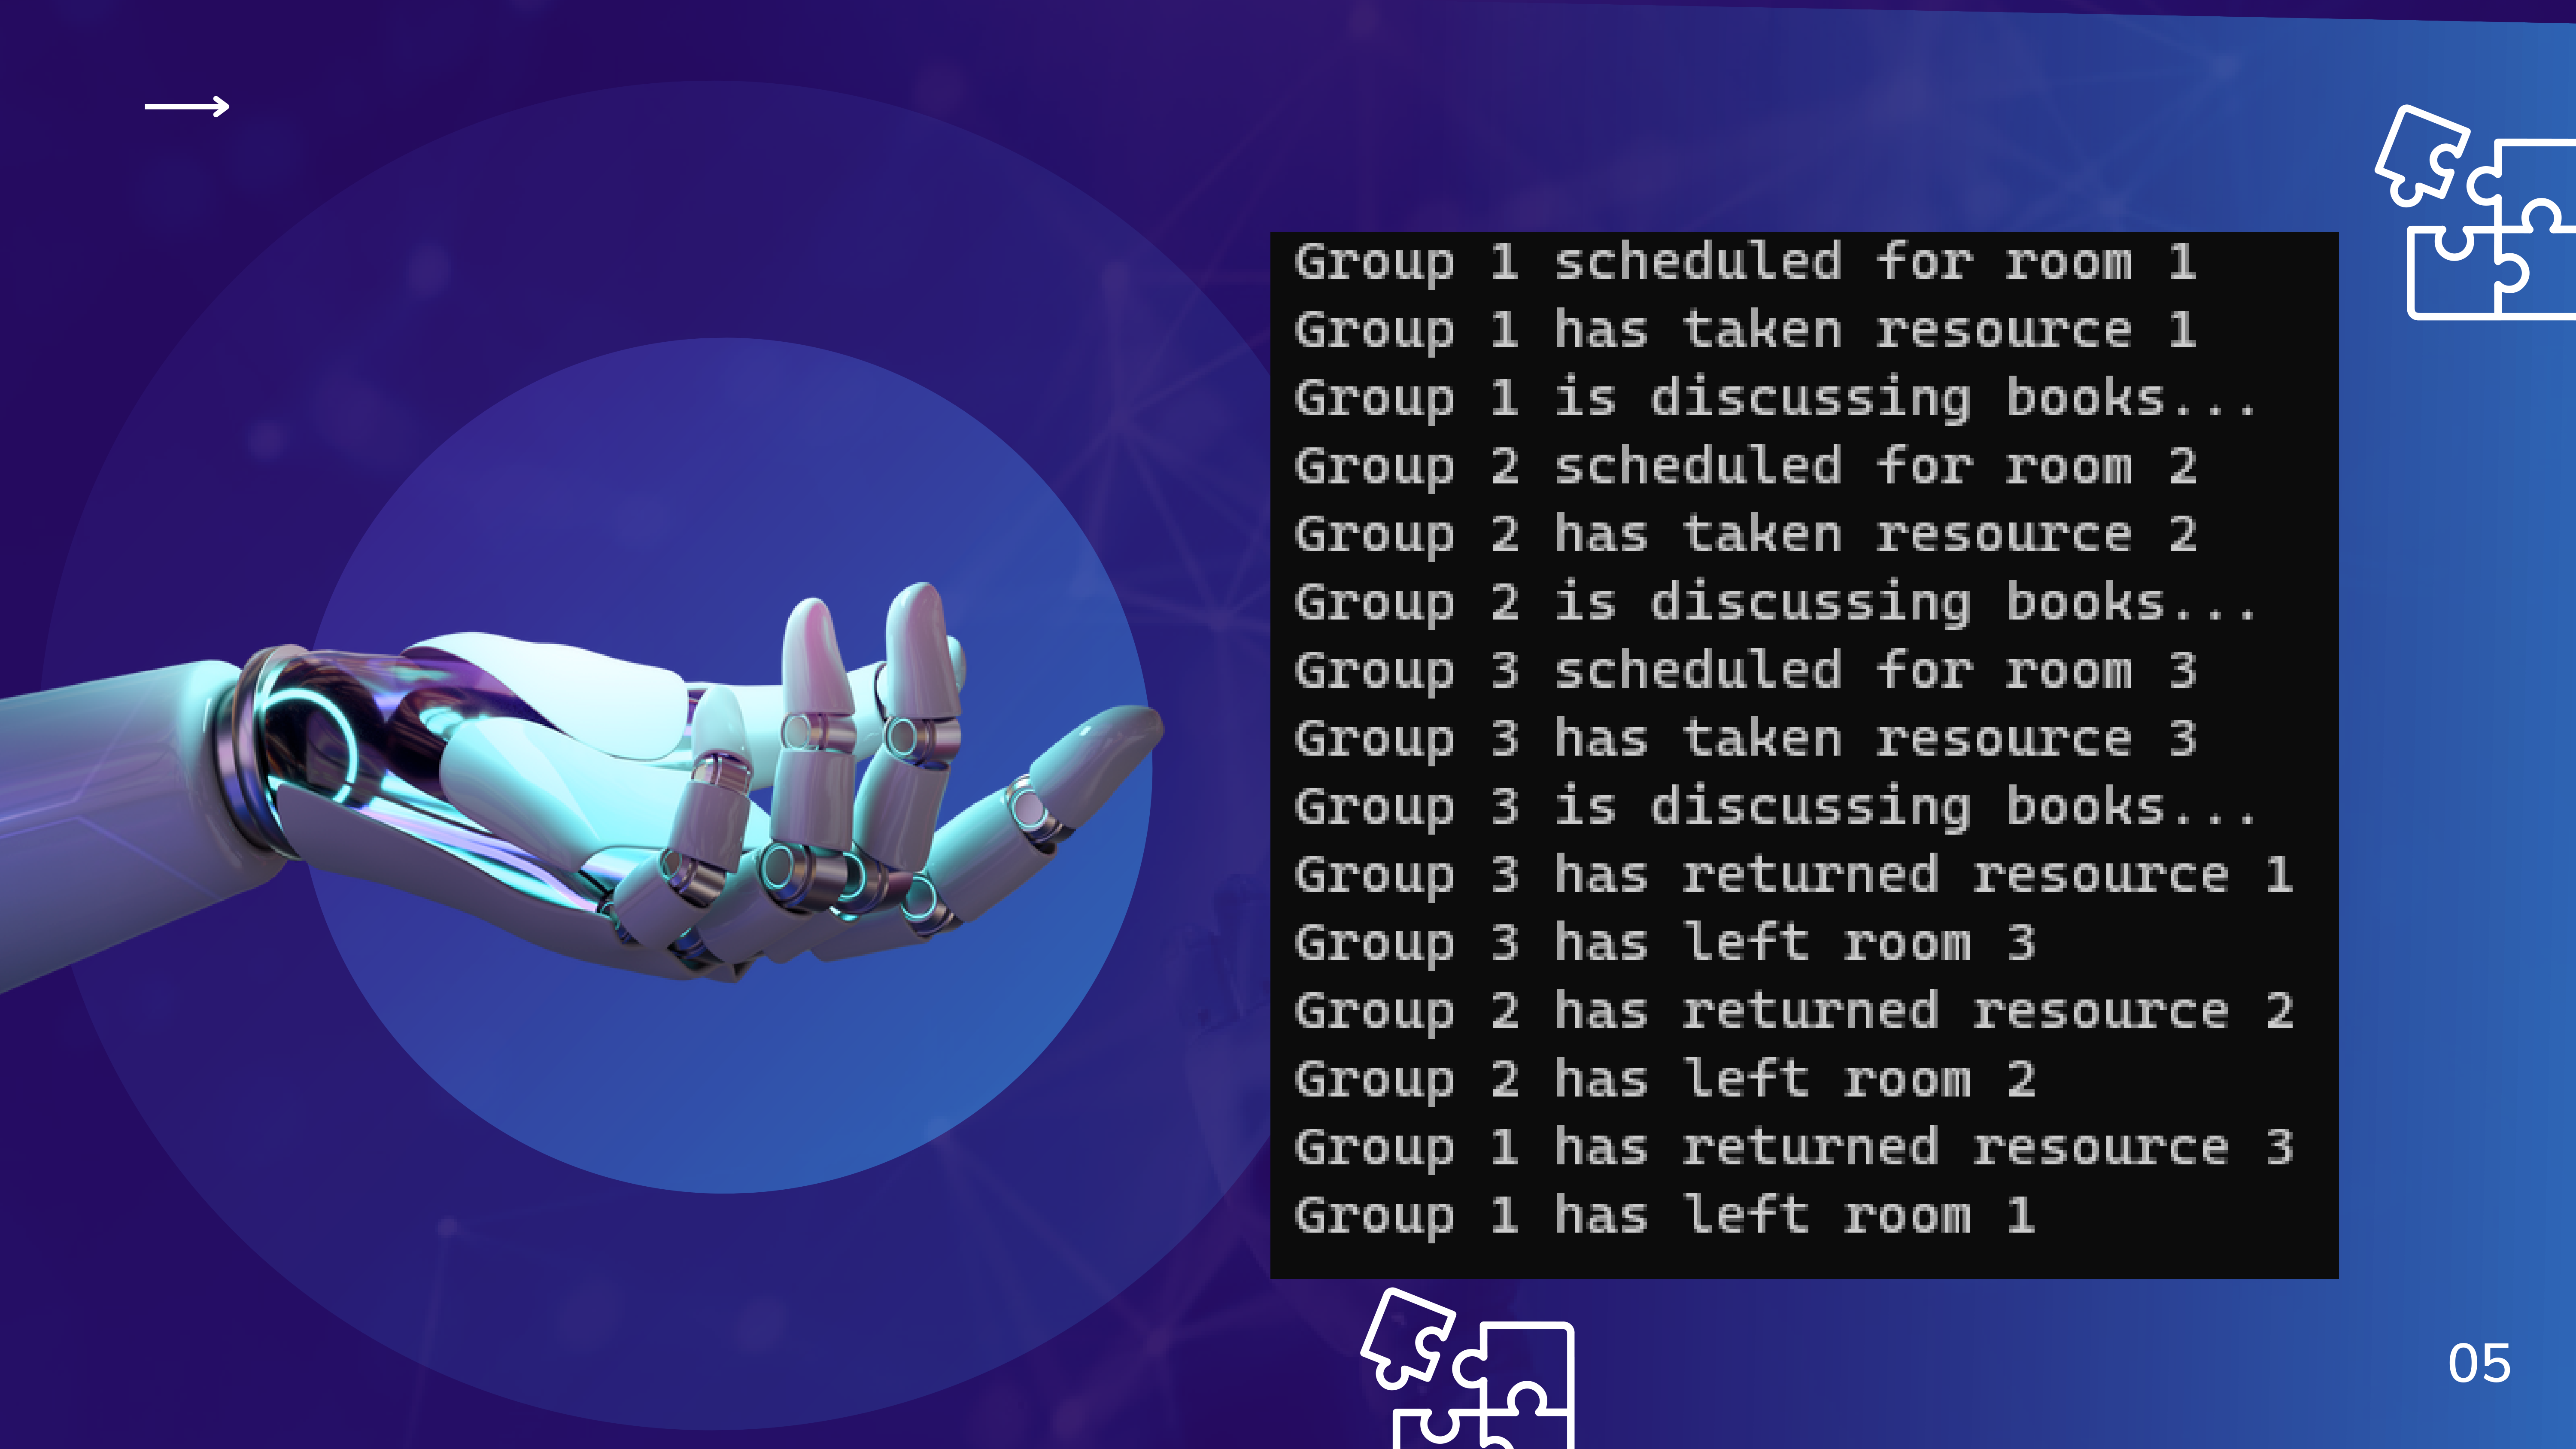 Group 1 scheduled for room 1
Group 1 has taken resource 1
Group 1 is discussing books...
Group 2 scheduled for room 2
Group 2 has taken resource 2
Group 2 is discussing books...
Group 3 scheduled for room 3
Group 3 has taken resource 3
Group 3 is discussing books...
Group 3 has returned resource 1
Group 3 has left room 3
Group 2 has returned resource 2
Group 2 has left room 2
Group 1 has returned resource 3
Group 1 has left room 1
05